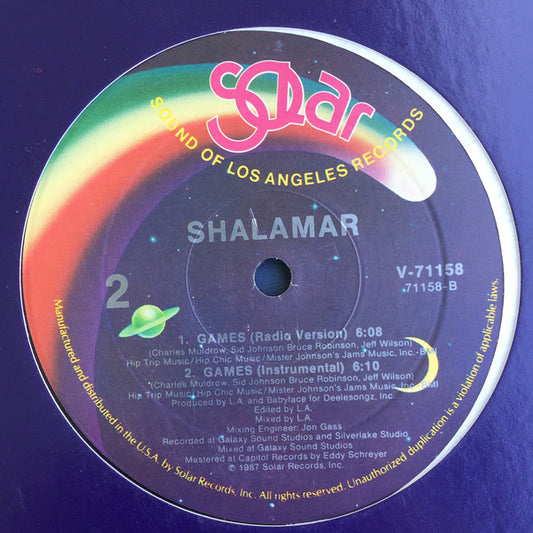 Solar
SOUND OF LOS ANGELES RECORDS
SHALAMAR
2
V-71158
71158-B
1. GAMES (Radio Version) 6:08
(Charles Muldrow, Sid Johnson Bruce Robinson, Jeff Wilson)
Hip Trip Music/Hip Chic Music/Mister Johnson's Jams Music, Inc.-BMI
2. GAMES (Instrumental) 6:10
(Charles Muldrow, Sid Johnson Bruce Robinson, Jeff Wilson)
Hip Trip Music/Hip Chic Music/Mister Johnson's Jams Music, Inc.-BMI
Produced by L.A. and Babyface for Deelesongz, Inc.
Edited by L.A.
Mixing Engineer: Jon Gass
Recorded at Galaxy Sound Studios and Silverlake Studio
Mixed at Galaxy Sound Studios
Mastered at Capitol Records by Eddy Schreyer
℗ 1987 Solar Records, Inc.
Manufactured and distributed in the U.S.A. by Solar Records, Inc. All rights reserved. Unauthorized duplication is a violation of applicable laws.